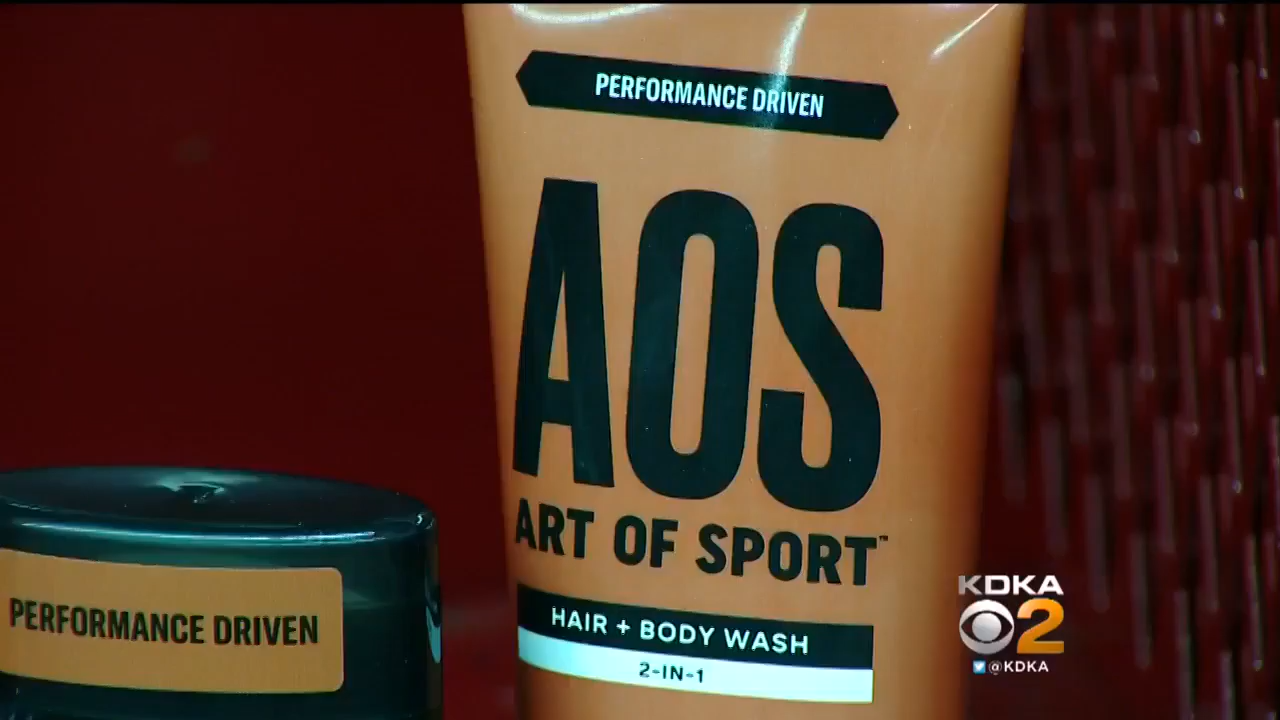 PERFORMANCE DRIVEN
AOS
ART OF SPORT™
HAIR + BODY WASH
2-IN-1
PERFORMANCE DRIVEN
KDKA
2
@KDKA